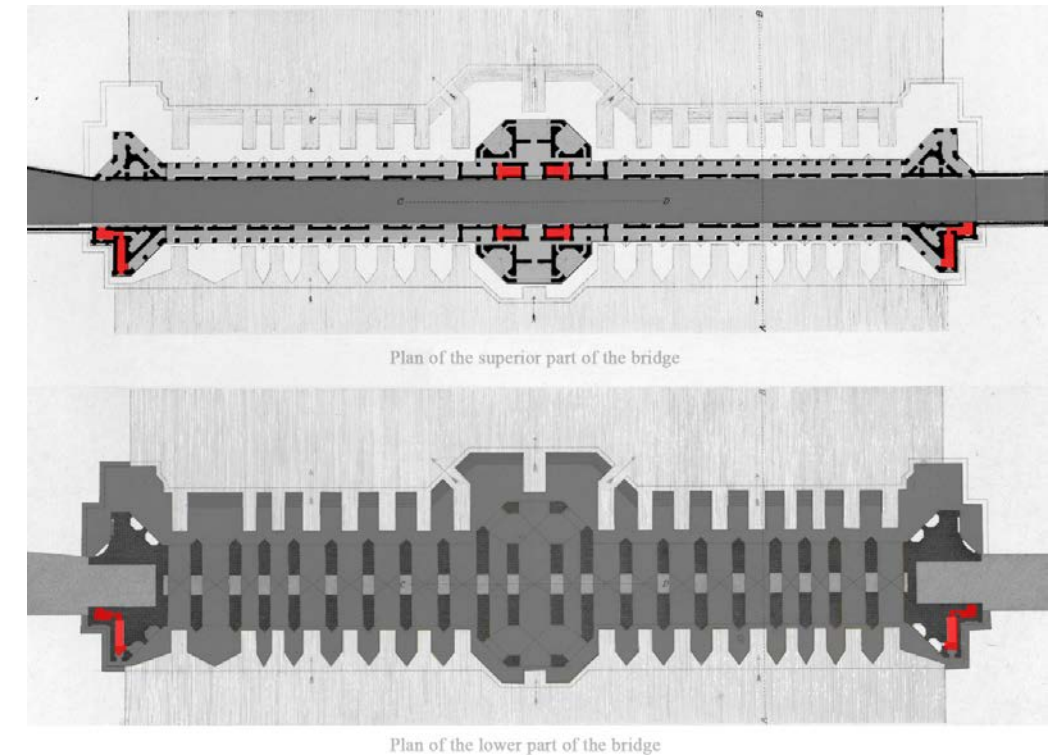 C D
Plan of the superior part of the bridge
C D
Plan of the lower part of the bridge